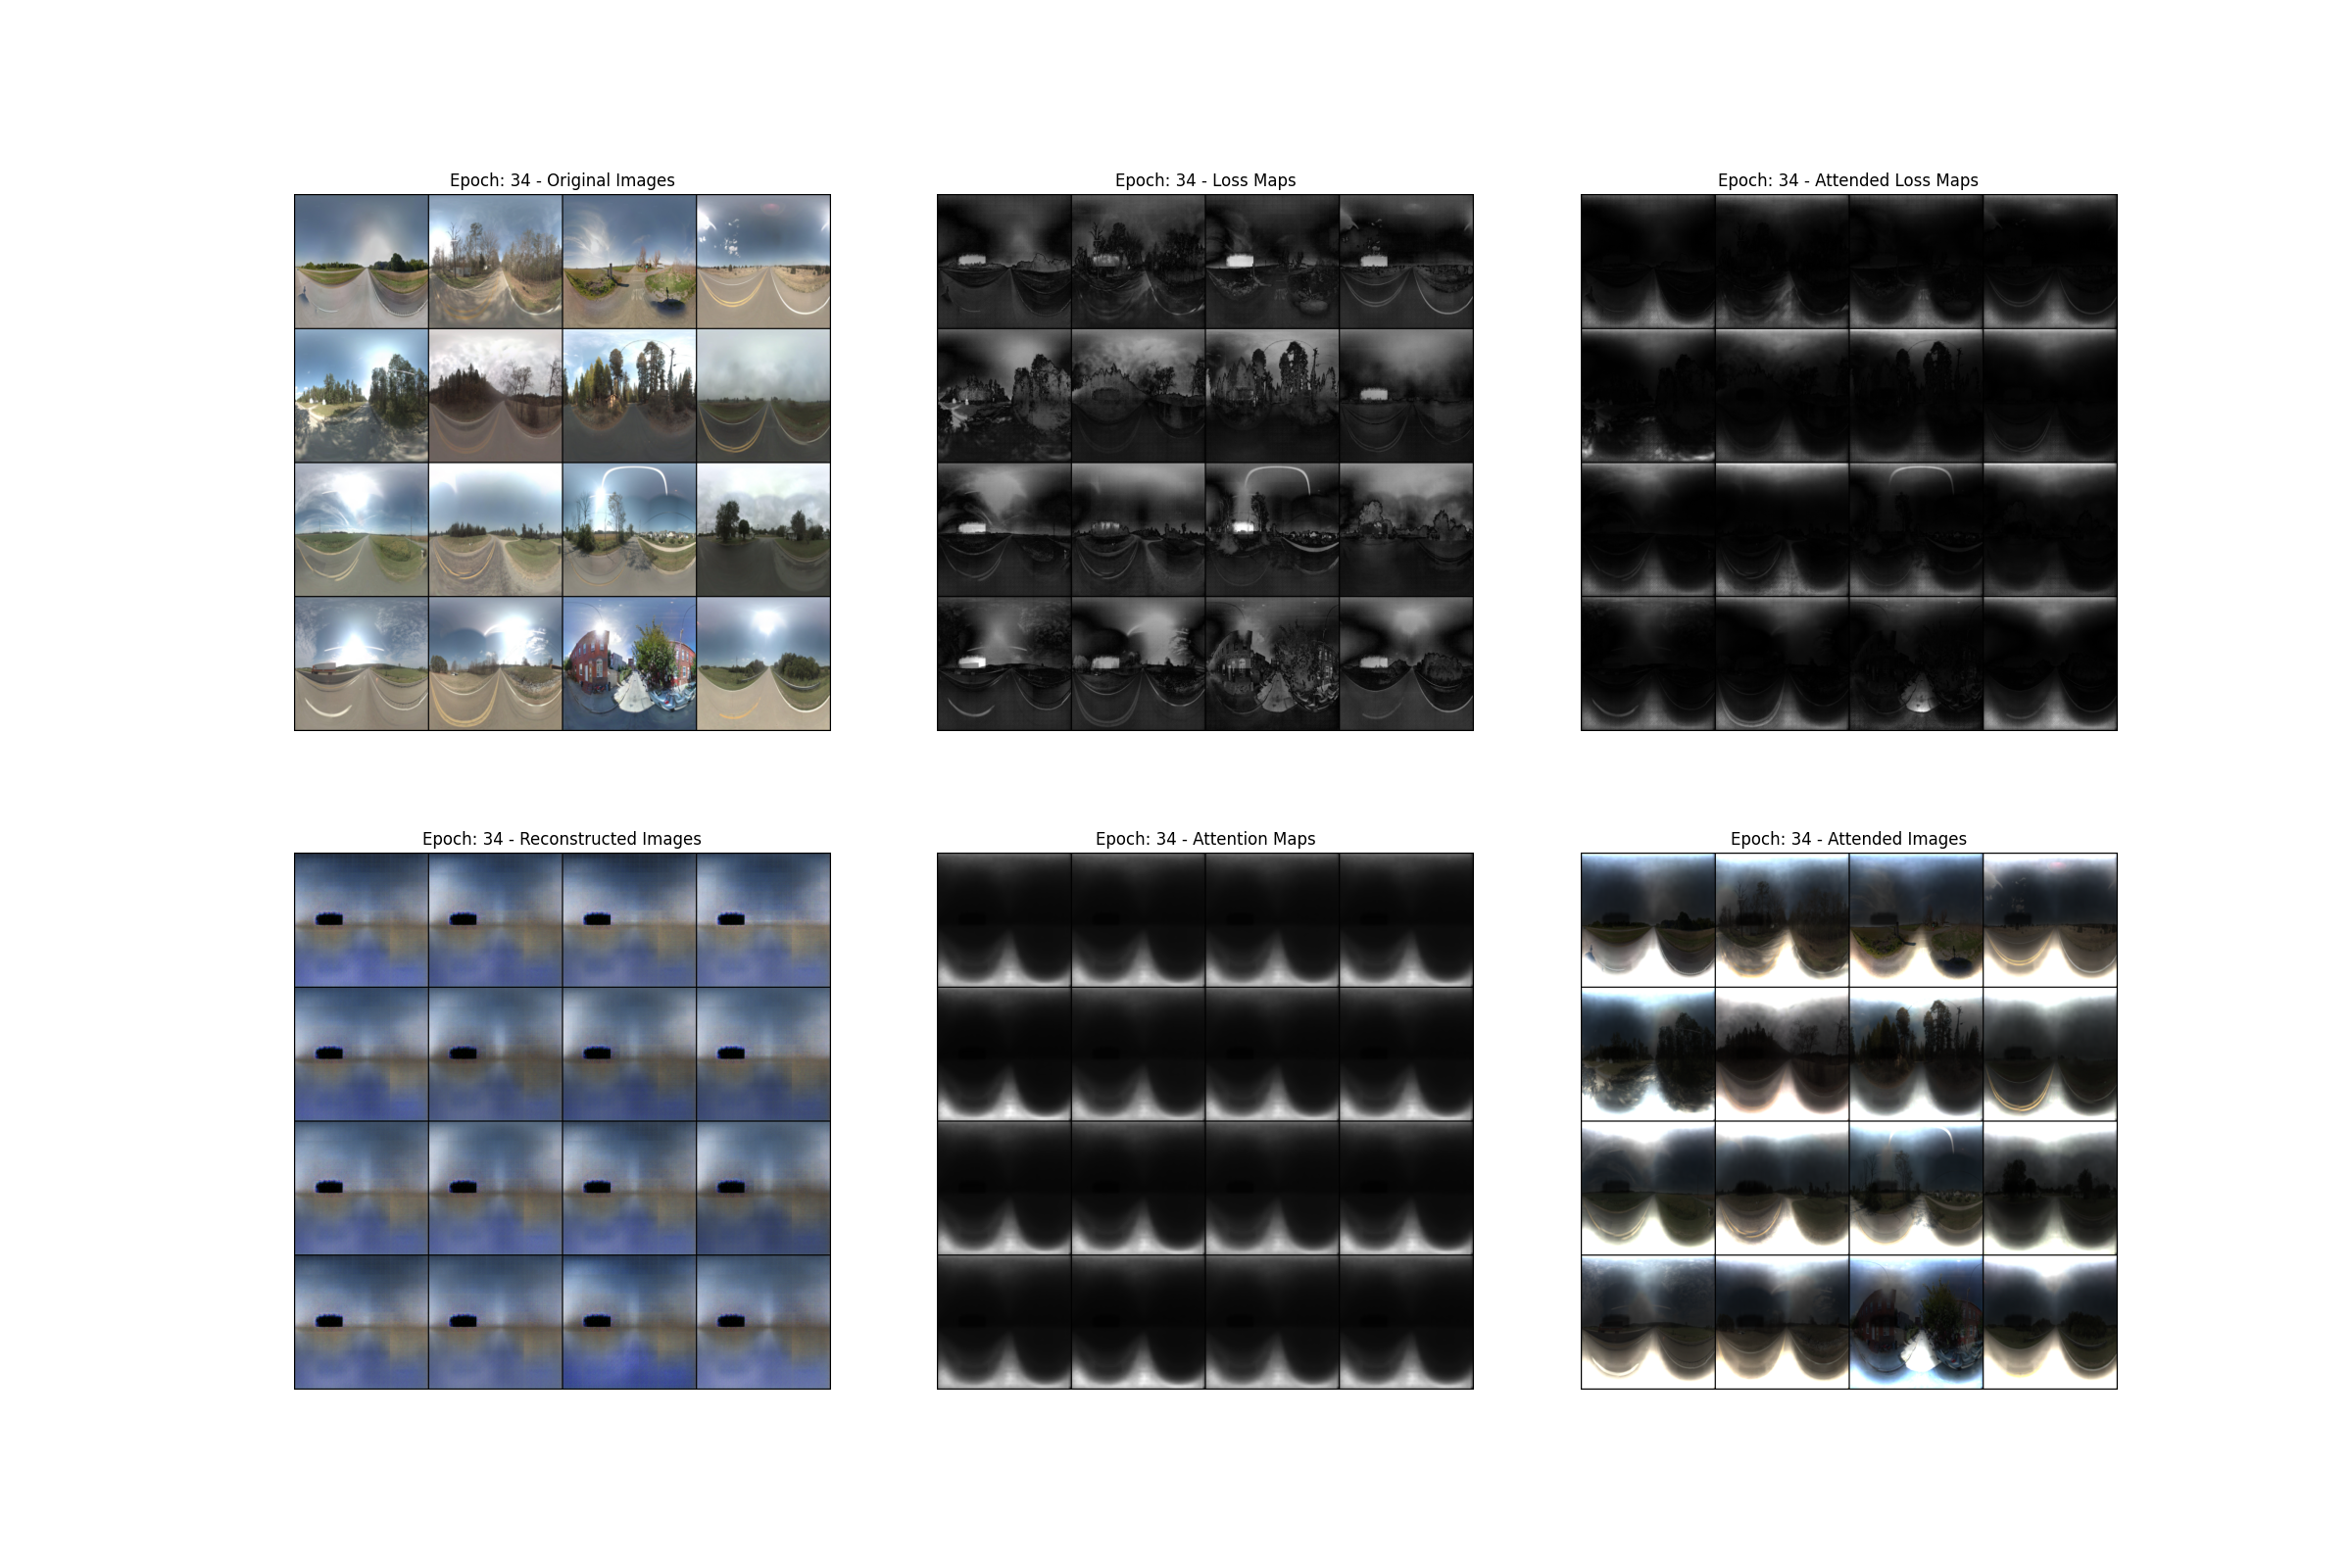 Epoch: 34 - Original Images
Epoch: 34 - Loss Maps
Epoch: 34 - Attended Loss Maps
Epoch: 34 - Reconstructed Images
Epoch: 34 - Attention Maps
Epoch: 34 - Attended Images